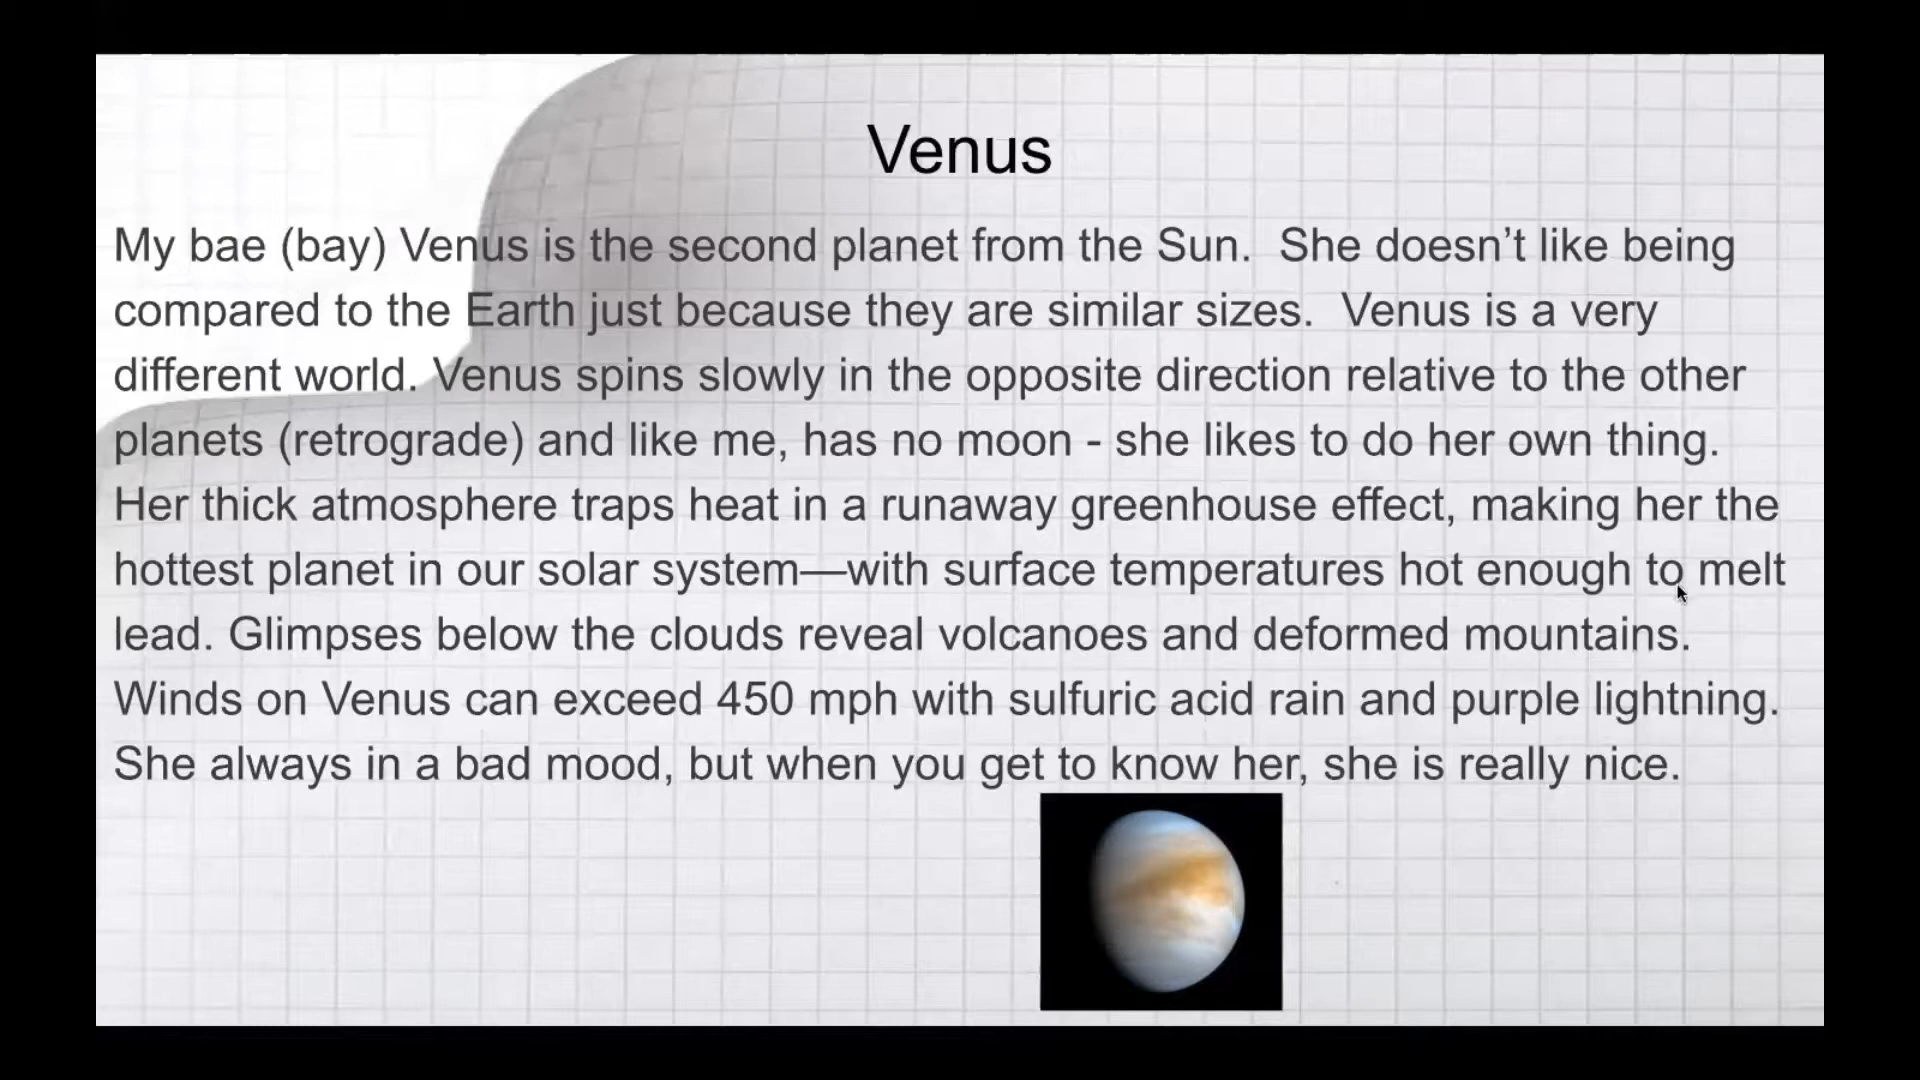 Venus
My bae (bay) Venus is the second planet from the Sun.  She doesn’t like being
compared to the Earth just because they are similar sizes.  Venus is a very
different world. Venus spins slowly in the opposite direction relative to the other
planets (retrograde) and like me, has no moon - she likes to do her own thing.
Her thick atmosphere traps heat in a runaway greenhouse effect, making her the
hottest planet in our solar system—with surface temperatures hot enough to melt
lead. Glimpses below the clouds reveal volcanoes and deformed mountains.
Winds on Venus can exceed 450 mph with sulfuric acid rain and purple lightning.
She always in a bad mood, but when you get to know her, she is really nice.